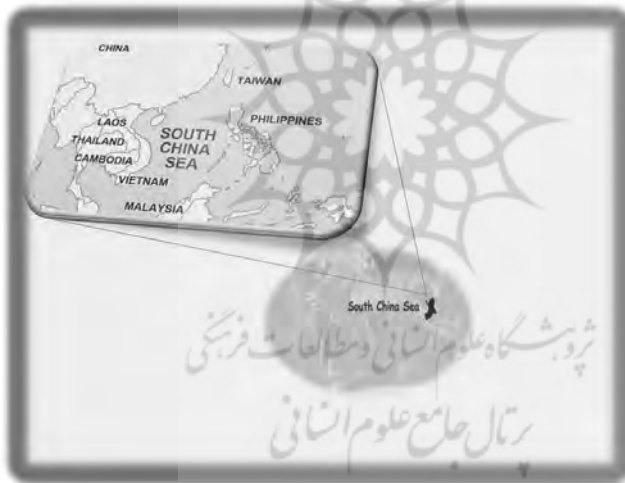 CHINA
TAIWAN
LAOS
PHILIPPINES
THAILAND
SOUTH
CHINA
SEA
CAMBODIA
VIETNAM
MALAYSIA
South China Sea
پژوهشگاه علوم انسانی و مطالعات فرهنگی
پرتال جامع علوم انسانی